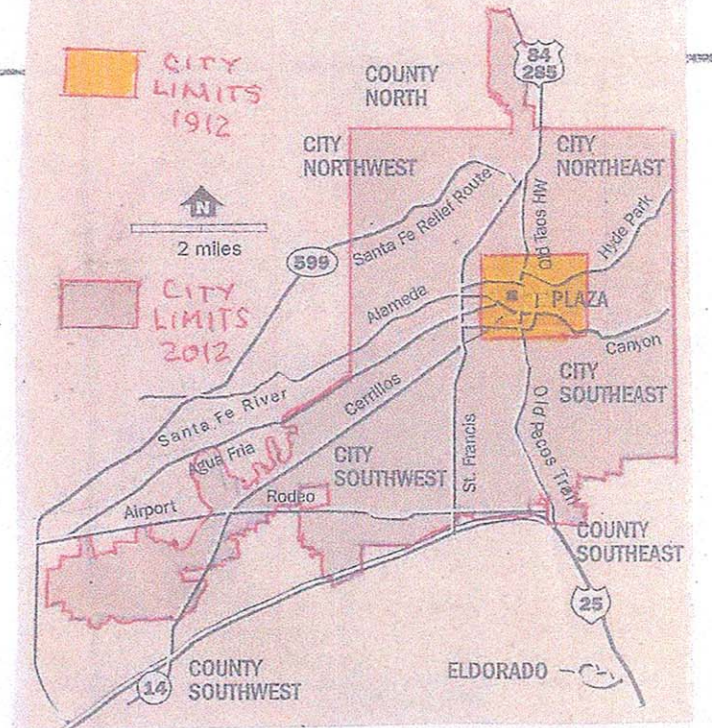 CITY
LIMITS
1912
COUNTY
NORTH
84
285
CITY
NORTHWEST
CITY
NORTHEAST
N
2 miles
599
Santa Fe Relief Route
Old Taos HW
Hyde Park
CITY
LIMITS
2012
Alameda
PLAZA
Canyon
CITY
SOUTHEAST
Santa Fe River
Cerrillos
Agua Fria
CITY
SOUTHWEST
St. Francis
Old Pecos Trail
Airport
Rodeo
COUNTY
SOUTHEAST
25
14
COUNTY
SOUTHWEST
ELDORADO